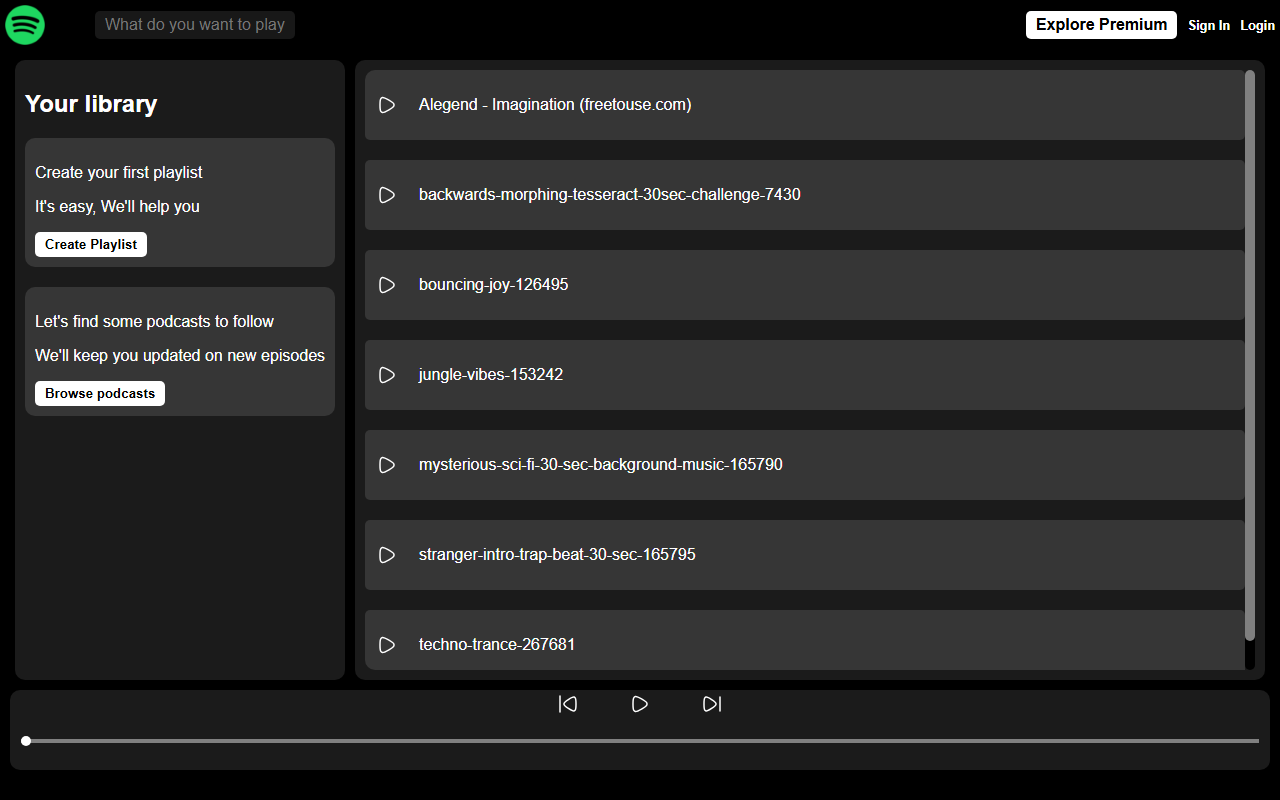 What do you want to play
Explore Premium
Sign In
Login
Your library
Create your first playlist
It's easy, We'll help you
Create Playlist
Let's find some podcasts to follow
We'll keep you updated on new episodes
Browse podcasts
Alegend - Imagination (freetouse.com)
backwards-morphing-tesseract-30sec-challenge-7430
bouncing-joy-126495
jungle-vibes-153242
mysterious-sci-fi-30-sec-background-music-165790
stranger-intro-trap-beat-30-sec-165795
techno-trance-267681